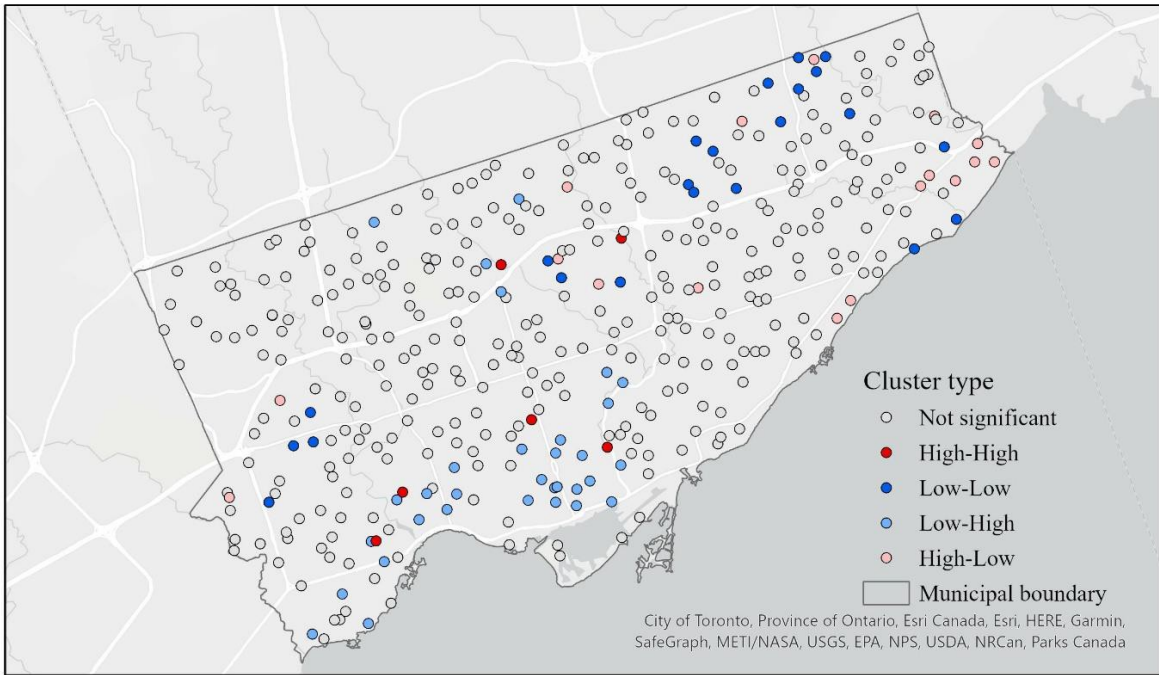 Cluster type
Not significant
High-High
Low-Low
Low-High
High-Low
Municipal boundary
City of Toronto, Province of Ontario, Esri Canada, Esri, HERE, Garmin,
SafeGraph, METI/NASA, USGS, EPA, NPS, USDA, NRCan, Parks Canada